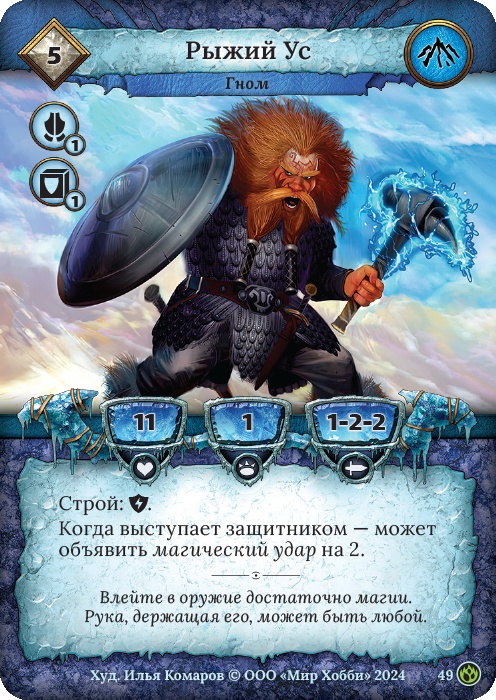 5
Рыжий Ус
Гном
1
1
11
1
1-2-2
Строй: .
Когда выступает защитником — может
объявить магический удар на 2.
Влейте в оружие достаточно магии.
Рука, держащая его, может быть любой.
Худ. Илья Комаров © ООО «Мир Хобби» 2024
49